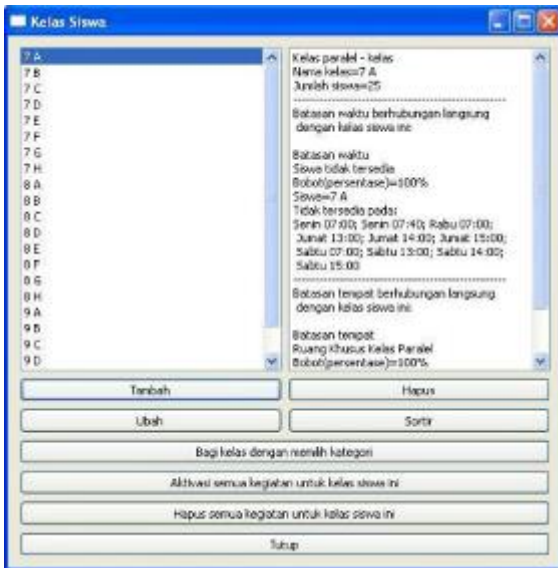 Kelas Siswa
7 A
7 B
7 C
7 D
7 E
7 F
7 G
7 H
8 A
8 B
8 C
8 D
8 E
8 F
8 G
8 H
9 A
9 B
9 C
9 D
Kelas paralel - kelas
Nama kelas=7 A
Jumlah siswa=25
------------------------------------------------------
Batasan waktu berhubungan langsung
dengan kelas siswa ini:
Batasan waktu
Siswa tidak tersedia
Bobot(persentase)=100%
Siswa=7 A
Tidak tersedia pada:
Senin 07:00; Senin 07:40; Rabu 07:00;
Jumat 13:00; Jumat 14:00; Jumat 15:00;
Sabtu 07:00; Sabtu 13:00; Sabtu 14:00;
Sabtu 15:00
------------------------------------------------------
Batasan tempat berhubungan langsung
dengan kelas siswa ini:
Batasan tempat
Ruang Khusus Kelas Paralel
Bobot(persentase)=100%
Tambah
Hapus
Ubah
Sortir
Bagi kelas dengan memilih kategori
Aktivasi semua kegiatan untuk kelas siswa ini
Hapus semua kegiatan untuk kelas siswa ini
Tutup